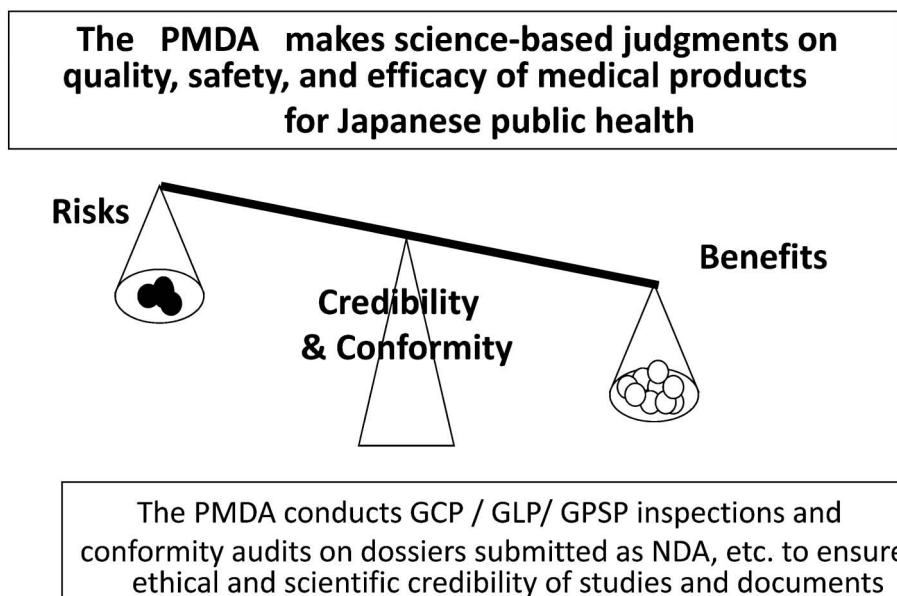 The PMDA makes science-based judgments on
quality, safety, and efficacy of medical products
for Japanese public health
Risks
Benefits
Credibility
& Conformity
The PMDA conducts GCP / GLP/ GPSP inspections and
conformity audits on dossiers submitted as NDA, etc. to ensure
ethical and scientific credibility of studies and documents